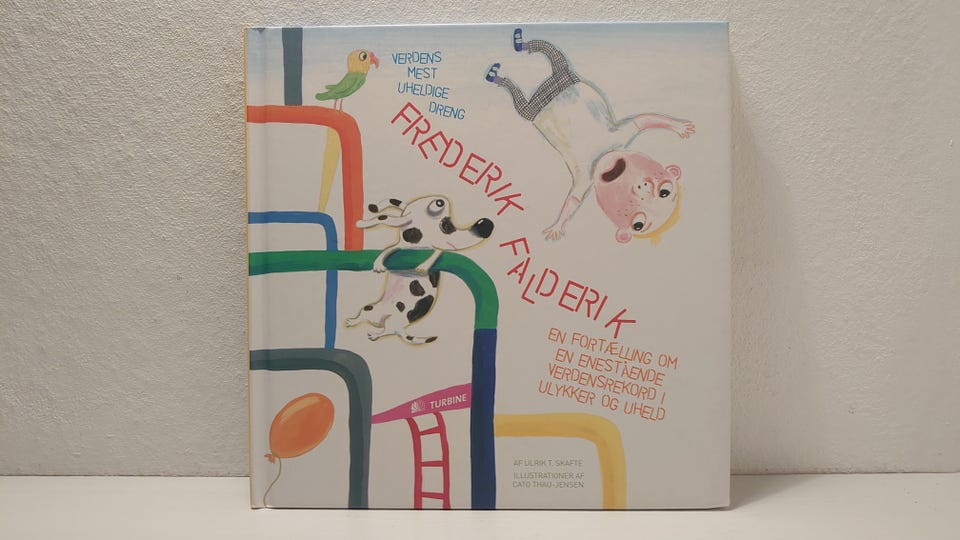 VERDENS
MEST
UHELDIGE
DRENG
FREDERIK
FALDERIK
EN FORTÆLLING OM
EN ENESTÅENDE
VERDENSREKORD I
ULYKKER OG UHELD
TURBINE
AF ULRIK T. SKAFTE
ILLUSTRATIONER AF
CATO THAU-JENSEN